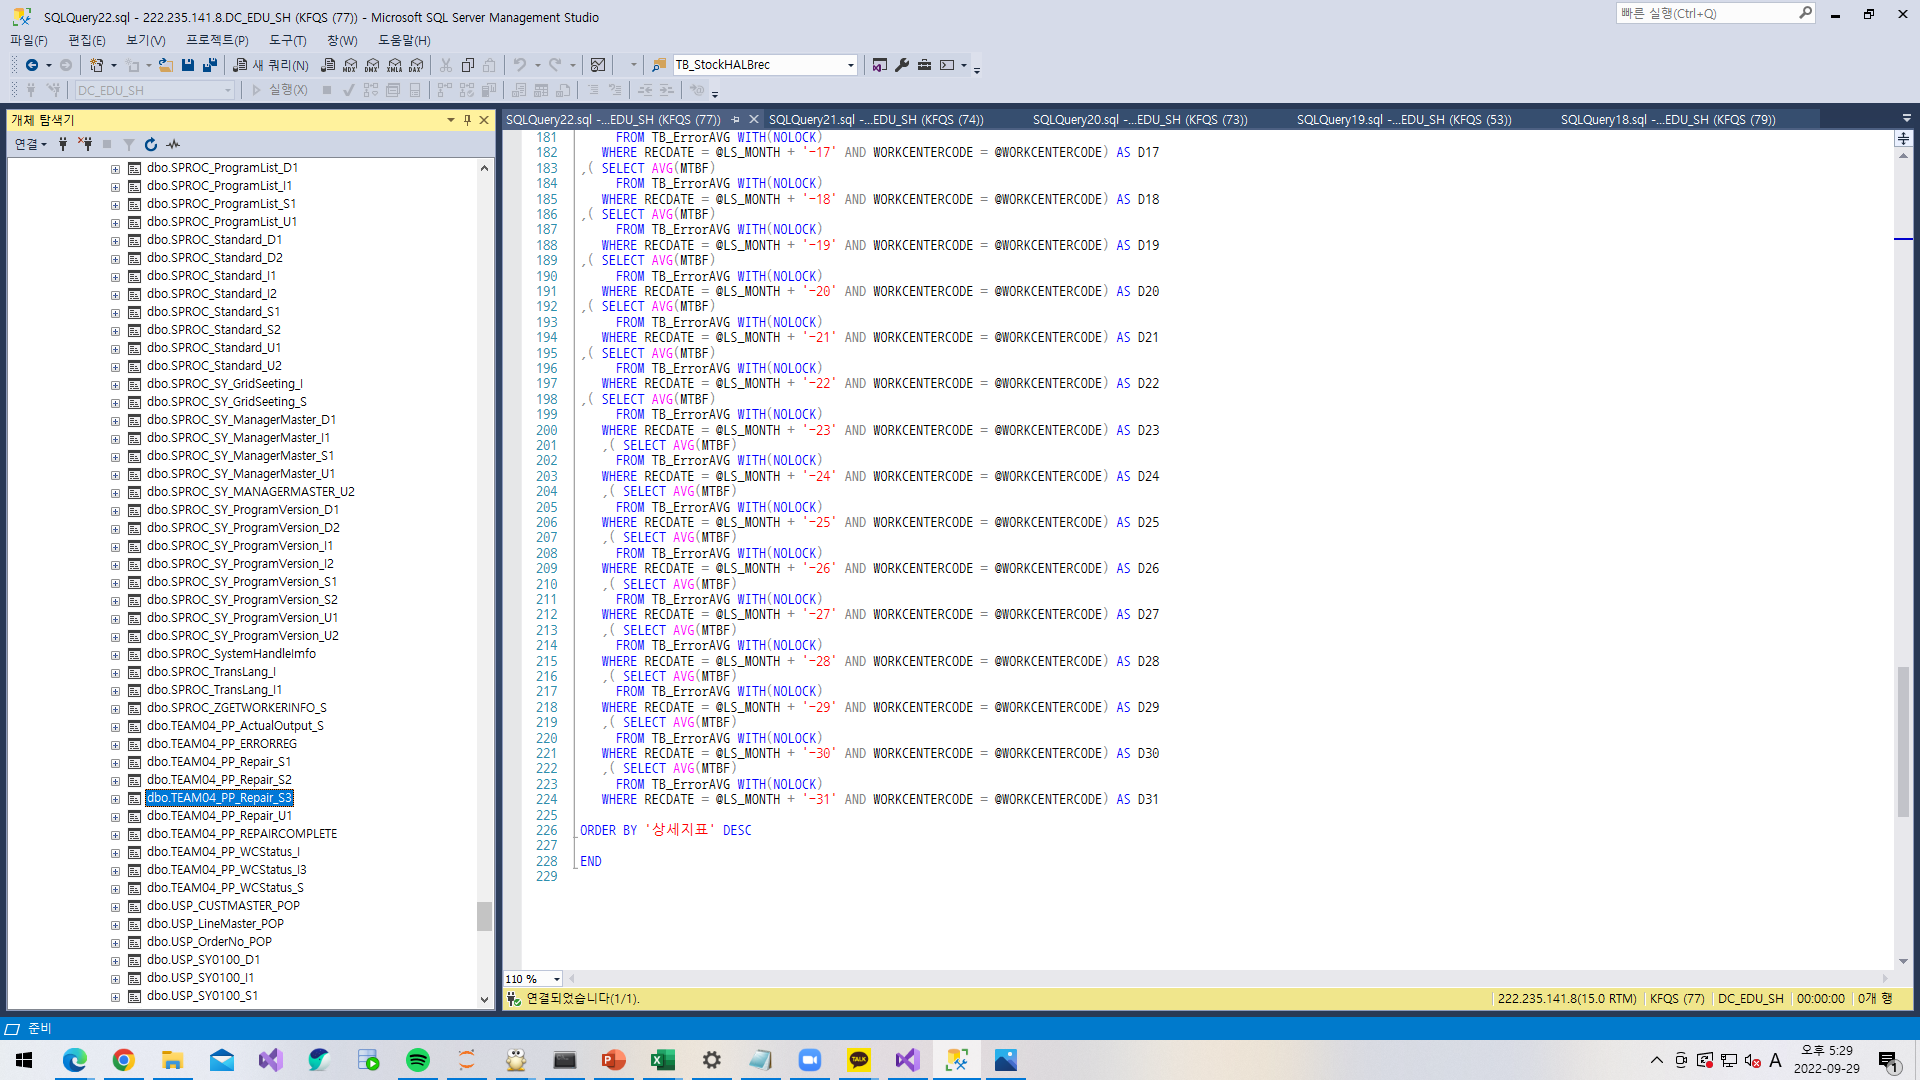 SQLQuery22.sql - 222.235.141.8.DC_EDU_SH (KFQS (77)) - Microsoft SQL Server Management Studio
빠른 실행(Ctrl+Q)
파일(F) 편집(E) 보기(V) 프로젝트(P) 도구(T) 창(W) 도움말(H)
새 쿼리(N) MDX DMX XMLA DAX TB_StockHALBrec
DC_EDU_SH 실행(X)
개체 탐색기
연결
dbo.SPROC_ProgramList_D1
dbo.SPROC_ProgramList_I1
dbo.SPROC_ProgramList_S1
dbo.SPROC_ProgramList_U1
dbo.SPROC_Standard_D1
dbo.SPROC_Standard_D2
dbo.SPROC_Standard_I1
dbo.SPROC_Standard_I2
dbo.SPROC_Standard_S1
dbo.SPROC_Standard_S2
dbo.SPROC_Standard_U1
dbo.SPROC_Standard_U2
dbo.SPROC_SY_GridSeeting_I
dbo.SPROC_SY_GridSeeting_S
dbo.SPROC_SY_ManagerMaster_D1
dbo.SPROC_SY_ManagerMaster_I1
dbo.SPROC_SY_ManagerMaster_S1
dbo.SPROC_SY_ManagerMaster_U1
dbo.SPROC_SY_MANAGERMASTER_U2
dbo.SPROC_SY_ProgramVersion_D1
dbo.SPROC_SY_ProgramVersion_D2
dbo.SPROC_SY_ProgramVersion_I1
dbo.SPROC_SY_ProgramVersion_I2
dbo.SPROC_SY_ProgramVersion_S1
dbo.SPROC_SY_ProgramVersion_S2
dbo.SPROC_SY_ProgramVersion_U1
dbo.SPROC_SY_ProgramVersion_U2
dbo.SPROC_SystemHandleImfo
dbo.SPROC_TransLang_I
dbo.SPROC_TransLang_I1
dbo.SPROC_ZGETWORKERINFO_S
dbo.TEAM04_PP_ActualOutput_S
dbo.TEAM04_PP_ERRORREG
dbo.TEAM04_PP_Repair_S1
dbo.TEAM04_PP_Repair_S2
dbo.TEAM04_PP_Repair_S3
dbo.TEAM04_PP_Repair_U1
dbo.TEAM04_PP_REPAIRCOMPLETE
dbo.TEAM04_PP_WCStatus_I
dbo.TEAM04_PP_WCStatus_I3
dbo.TEAM04_PP_WCStatus_S
dbo.USP_CUSTMASTER_POP
dbo.USP_LineMaster_POP
dbo.USP_OrderNo_POP
dbo.USP_SY0100_D1
dbo.USP_SY0100_I1
dbo.USP_SY0100_S1
SQLQuery22.sql -...EDU_SH (KFQS (77)) SQLQuery21.sql -...EDU_SH (KFQS (74)) SQLQuery20.sql -...EDU_SH (KFQS (73)) SQLQuery19.sql -...EDU_SH (KFQS (53)) SQLQuery18.sql -...EDU_SH (KFQS (79))
181 FROM TB_ErrorAVG WITH(NOLOCK)
182 WHERE RECDATE = @LS_MONTH + '-17' AND WORKCENTERCODE = @WORKCENTERCODE) AS D17
183 ,( SELECT AVG(MTBF)
184 FROM TB_ErrorAVG WITH(NOLOCK)
185 WHERE RECDATE = @LS_MONTH + '-18' AND WORKCENTERCODE = @WORKCENTERCODE) AS D18
186 ,( SELECT AVG(MTBF)
187 FROM TB_ErrorAVG WITH(NOLOCK)
188 WHERE RECDATE = @LS_MONTH + '-19' AND WORKCENTERCODE = @WORKCENTERCODE) AS D19
189 ,( SELECT AVG(MTBF)
190 FROM TB_ErrorAVG WITH(NOLOCK)
191 WHERE RECDATE = @LS_MONTH + '-20' AND WORKCENTERCODE = @WORKCENTERCODE) AS D20
192 ,( SELECT AVG(MTBF)
193 FROM TB_ErrorAVG WITH(NOLOCK)
194 WHERE RECDATE = @LS_MONTH + '-21' AND WORKCENTERCODE = @WORKCENTERCODE) AS D21
195 ,( SELECT AVG(MTBF)
196 FROM TB_ErrorAVG WITH(NOLOCK)
197 WHERE RECDATE = @LS_MONTH + '-22' AND WORKCENTERCODE = @WORKCENTERCODE) AS D22
198 ,( SELECT AVG(MTBF)
199 FROM TB_ErrorAVG WITH(NOLOCK)
200 WHERE RECDATE = @LS_MONTH + '-23' AND WORKCENTERCODE = @WORKCENTERCODE) AS D23
201 ,( SELECT AVG(MTBF)
202 FROM TB_ErrorAVG WITH(NOLOCK)
203 WHERE RECDATE = @LS_MONTH + '-24' AND WORKCENTERCODE = @WORKCENTERCODE) AS D24
204 ,( SELECT AVG(MTBF)
205 FROM TB_ErrorAVG WITH(NOLOCK)
206 WHERE RECDATE = @LS_MONTH + '-25' AND WORKCENTERCODE = @WORKCENTERCODE) AS D25
207 ,( SELECT AVG(MTBF)
208 FROM TB_ErrorAVG WITH(NOLOCK)
209 WHERE RECDATE = @LS_MONTH + '-26' AND WORKCENTERCODE = @WORKCENTERCODE) AS D26
210 ,( SELECT AVG(MTBF)
211 FROM TB_ErrorAVG WITH(NOLOCK)
212 WHERE RECDATE = @LS_MONTH + '-27' AND WORKCENTERCODE = @WORKCENTERCODE) AS D27
213 ,( SELECT AVG(MTBF)
214 FROM TB_ErrorAVG WITH(NOLOCK)
215 WHERE RECDATE = @LS_MONTH + '-28' AND WORKCENTERCODE = @WORKCENTERCODE) AS D28
216 ,( SELECT AVG(MTBF)
217 FROM TB_ErrorAVG WITH(NOLOCK)
218 WHERE RECDATE = @LS_MONTH + '-29' AND WORKCENTERCODE = @WORKCENTERCODE) AS D29
219 ,( SELECT AVG(MTBF)
220 FROM TB_ErrorAVG WITH(NOLOCK)
221 WHERE RECDATE = @LS_MONTH + '-30' AND WORKCENTERCODE = @WORKCENTERCODE) AS D30
222 ,( SELECT AVG(MTBF)
223 FROM TB_ErrorAVG WITH(NOLOCK)
224 WHERE RECDATE = @LS_MONTH + '-31' AND WORKCENTERCODE = @WORKCENTERCODE) AS D31
225
226 ORDER BY '상세지표' DESC
227
228 END
229
110 %
연결되었습니다(1/1). 222.235.141.8(15.0 RTM) KFQS (77) DC_EDU_SH 00:00:00 0개 행
준비
TALK
A 오후 5:29
2022-09-29
1